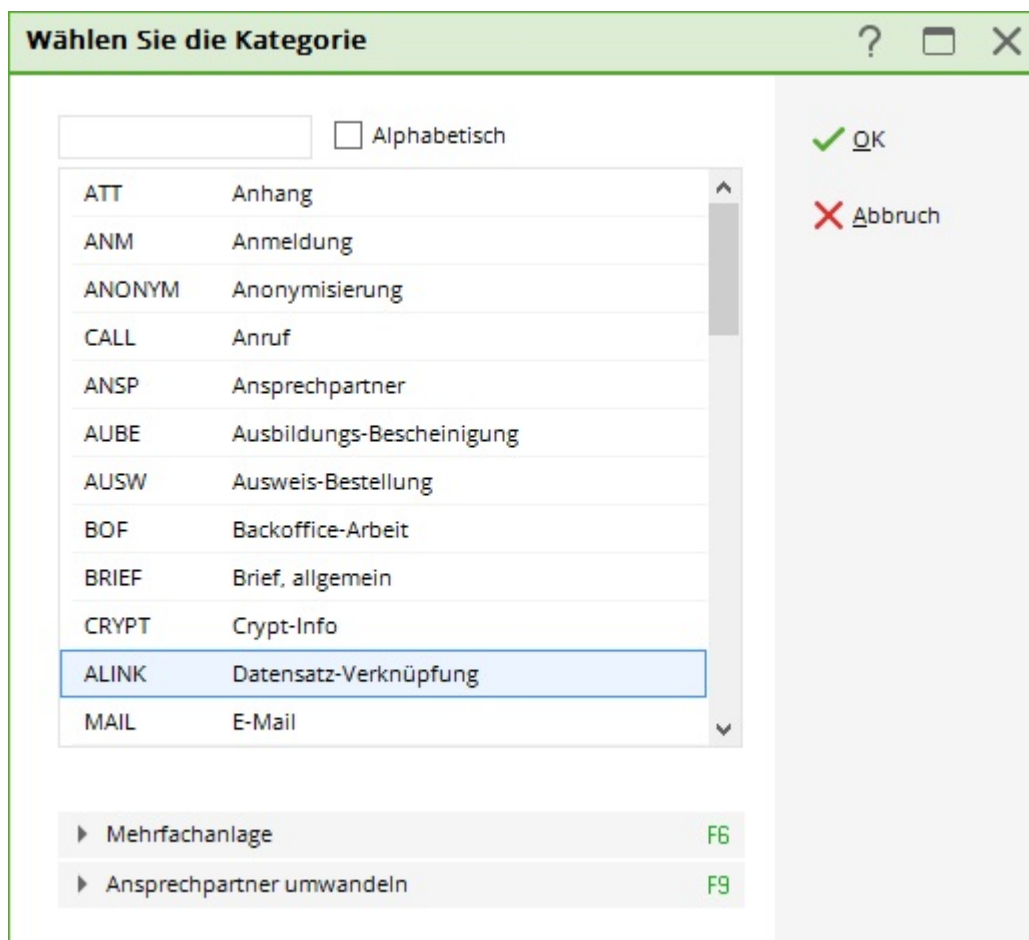 Wählen Sie die Kategorie
Alphabetisch
OK
Abbruch
ATT Anhang
ANM Anmeldung
ANONYM Anonymisierung
CALL Anruf
ANSP Ansprechpartner
AUBE Ausbildungs-Bescheinigung
AUSW Ausweis-Bestellung
BOF Backoffice-Arbeit
BRIEF Brief, allgemein
CRYPT Crypt-Info
ALINK Datensatz-Verknüpfung
MAIL E-Mail
Mehrfachanlage F6
Ansprechpartner umwandeln F9